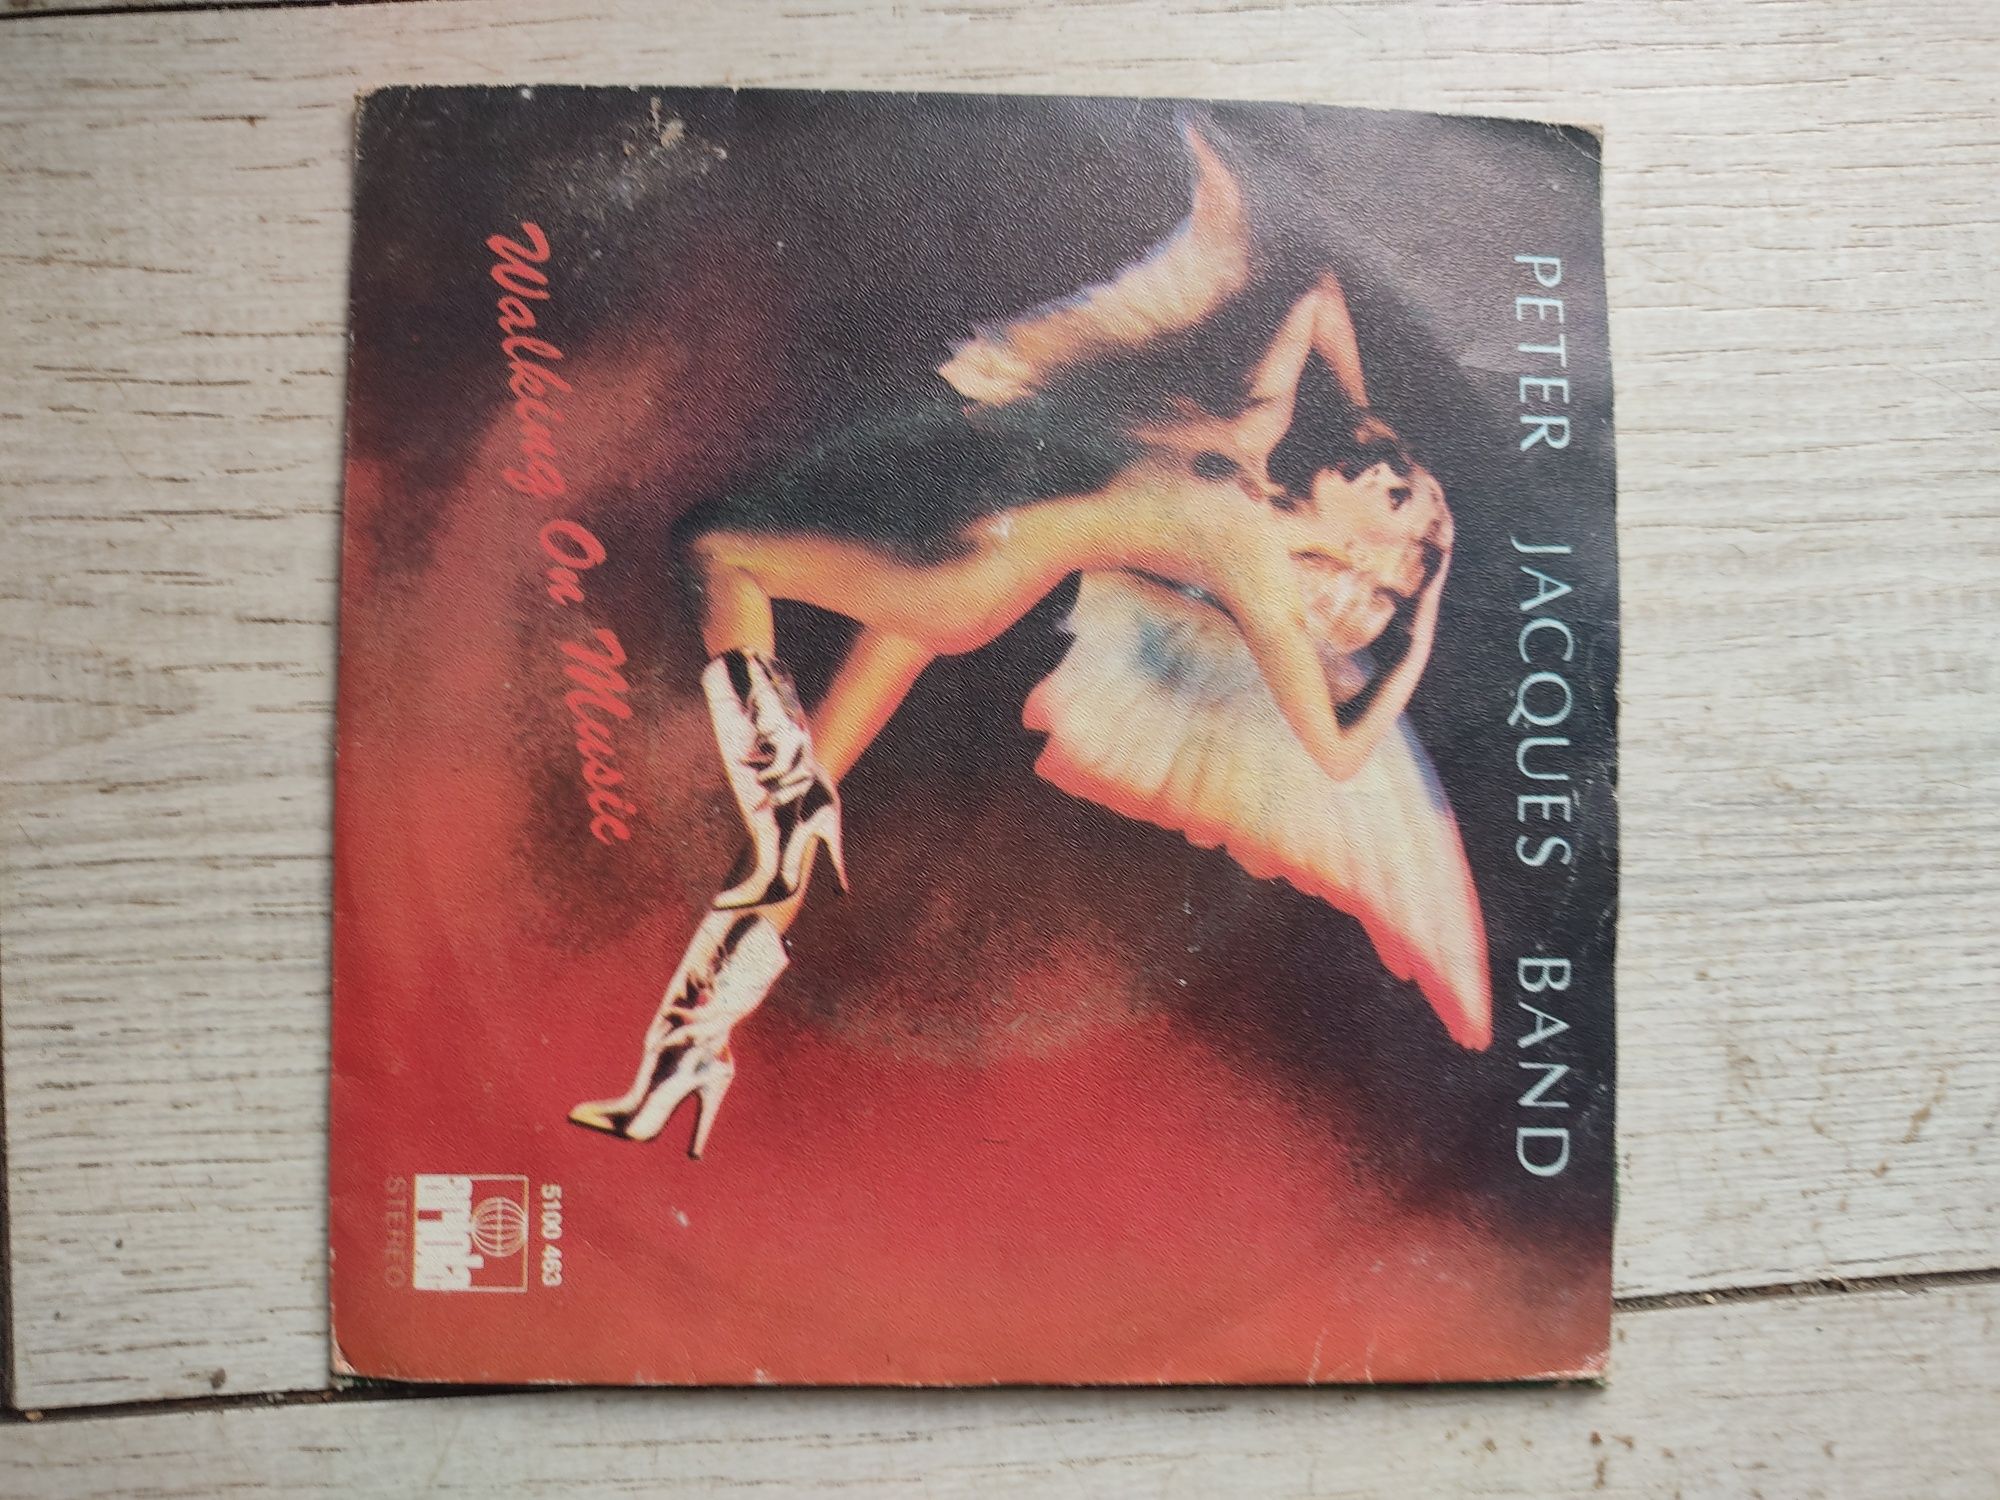 PETER JACQUES BAND
Walking On Music
5100 463
ariola
STEREO